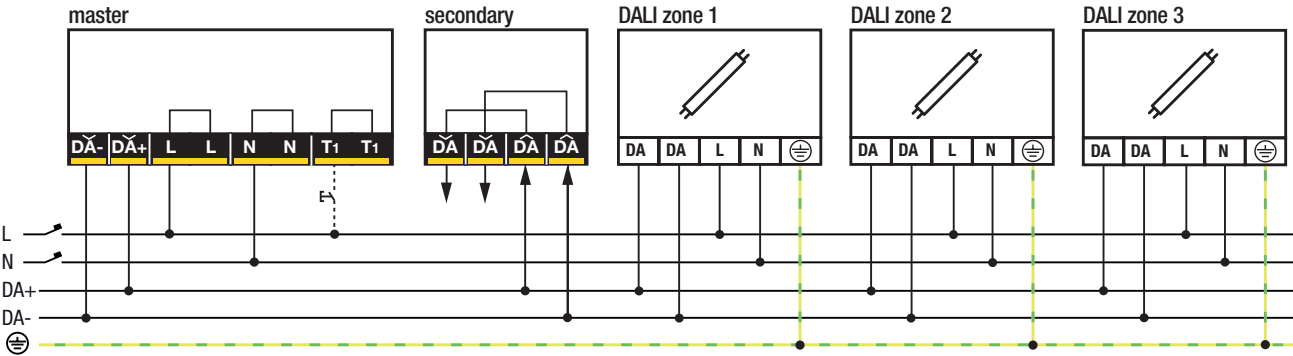 master
secondary
DALI zone 1
DALI zone 2
DALI zone 3
DA- DA+ L L N N T1 T1
DA DA DA DA
DA DA L N
DA DA L N
DA DA L N
L
N
DA+
DA-